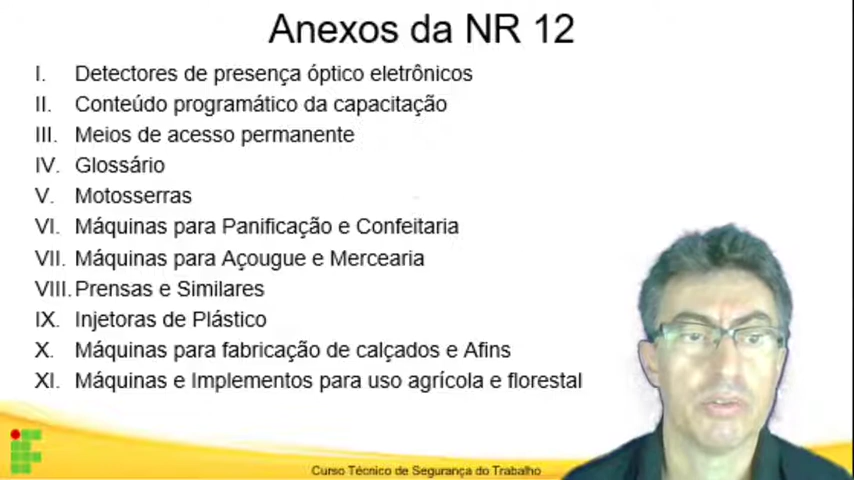 Anexos da NR 12
I. Detectores de presença óptico eletrônicos
II. Conteúdo programático da capacitação
III. Meios de acesso permanente
IV. Glossário
V. Motosserras
VI. Máquinas para Panificação e Confeitaria
VII. Máquinas para Açougue e Mercearia
VIII. Prensas e Similares
IX. Injetoras de Plástico
X. Máquinas para fabricação de calçados e Afins
XI. Máquinas e Implementos para uso agrícola e florestal
Curso Técnico de Segurança do Trabalho